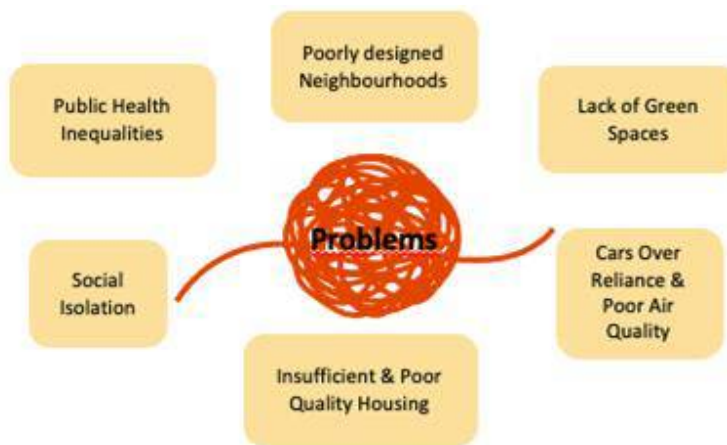 Poorly designed
Neighbourhoods
Public Health
Inequalities
Lack of Green
Spaces
Problems
Social
Isolation
Cars Over
Reliance &
Poor Air
Quality
Insufficient & Poor
Quality Housing